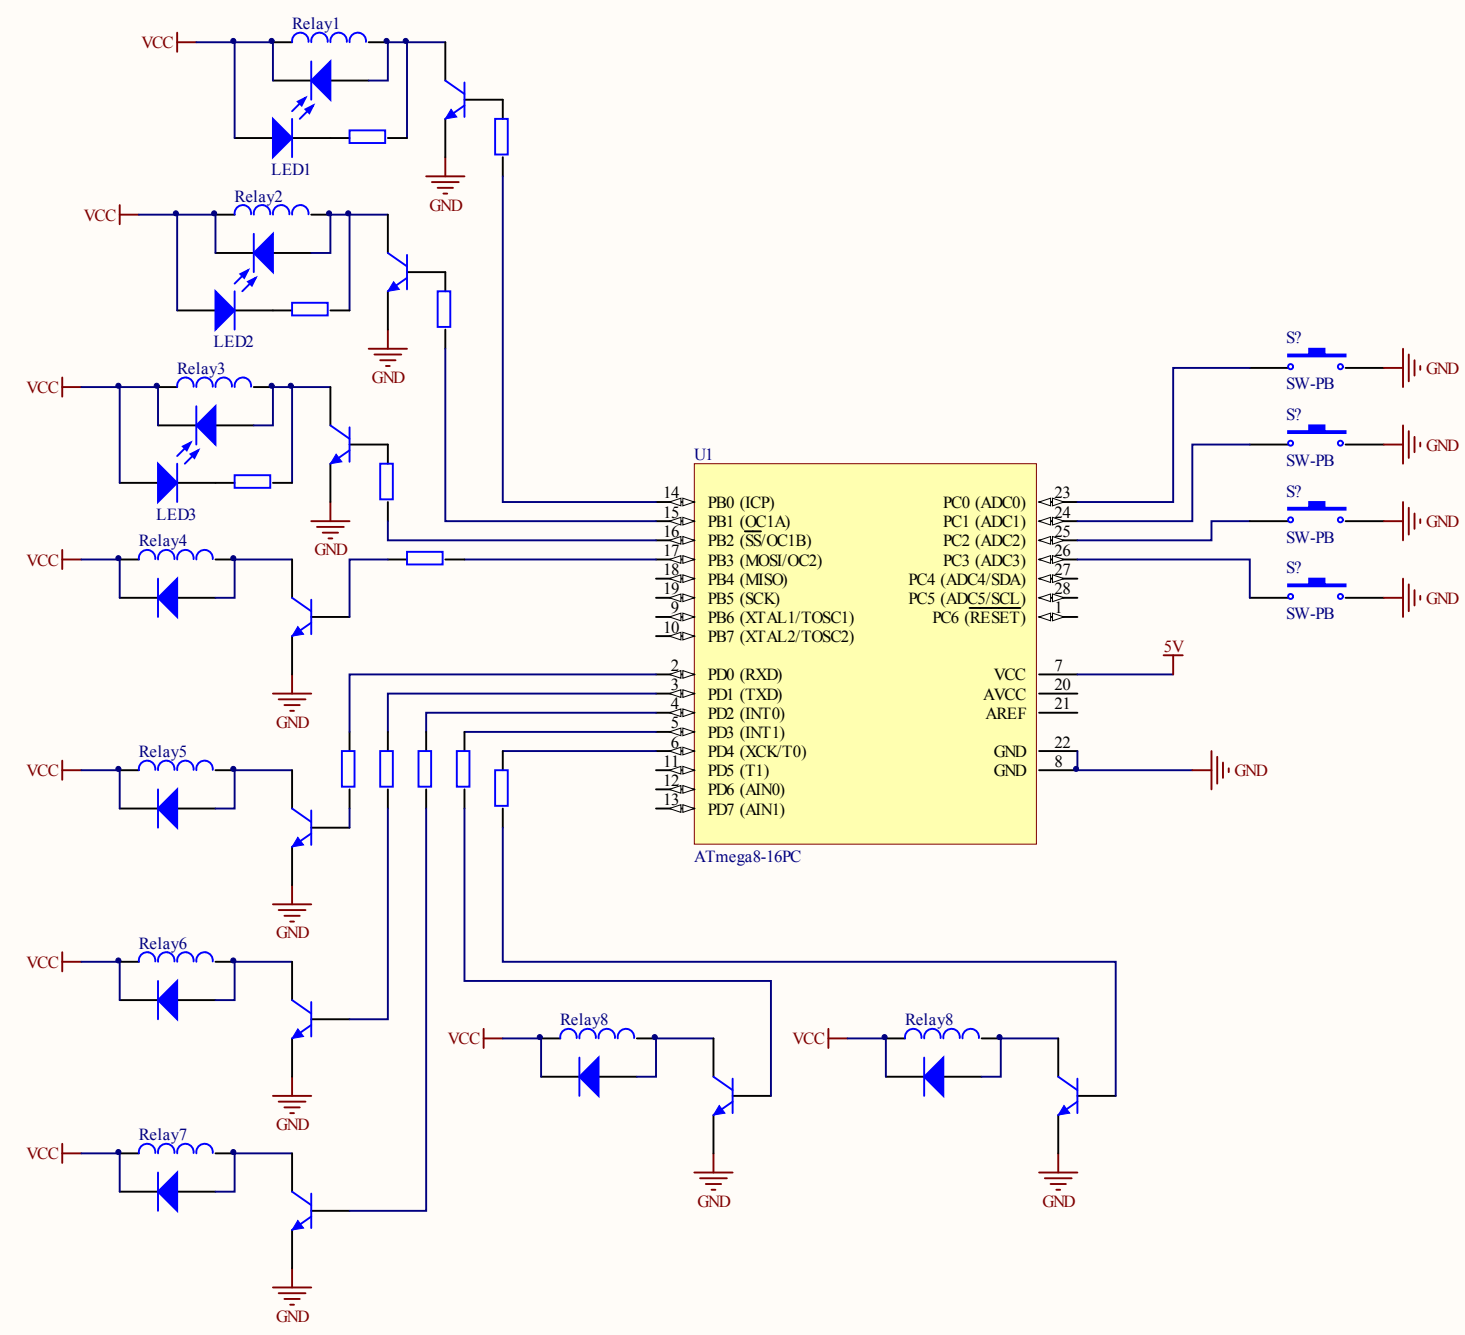 Relay1
VCC
LED1
GND
Relay2
VCC
LED2
GND
Relay3
VCC
LED3
GND
Relay4
VCC
GND
Relay5
VCC
GND
Relay6
VCC
GND
Relay7
VCC
GND
Relay8
VCC
GND
Relay8
VCC
GND
U1
14 PB0 (ICP)
15 PB1 (OC1A)
16 PB2 (SS/OC1B)
17 PB3 (MOSI/OC2)
18 PB4 (MISO)
19 PB5 (SCK)
9 PB6 (XTAL1/TOSC1)
10 PB7 (XTAL2/TOSC2)
2 PD0 (RXD)
3 PD1 (TXD)
4 PD2 (INT0)
5 PD3 (INT1)
6 PD4 (XCK/T0)
11 PD5 (T1)
12 PD6 (AIN0)
13 PD7 (AIN1)
PC0 (ADC0) 23
PC1 (ADC1) 24
PC2 (ADC2) 25
PC3 (ADC3) 26
PC4 (ADC4/SDA) 27
PC5 (ADC5/SCL) 28
PC6 (RESET) 1
VCC 7
AVCC 20
AREF 21
GND 22
GND 8
ATmega8-16PC
S?
SW-PB
GND
S?
SW-PB
GND
S?
SW-PB
GND
S?
SW-PB
GND
5V
GND